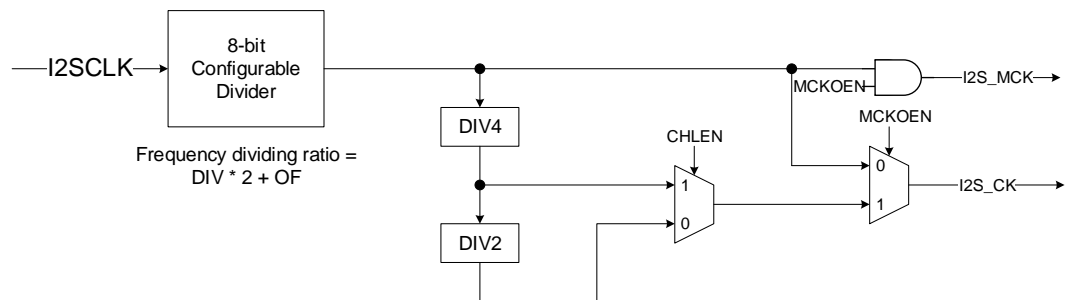 I2SCLK
8-bit
Configurable
Divider
Frequency dividing ratio =
DIV * 2 + OF
DIV4
DIV2
CHLEN
1
0
MCKOEN
I2S_MCK
MCKOEN
0
1
I2S_CK